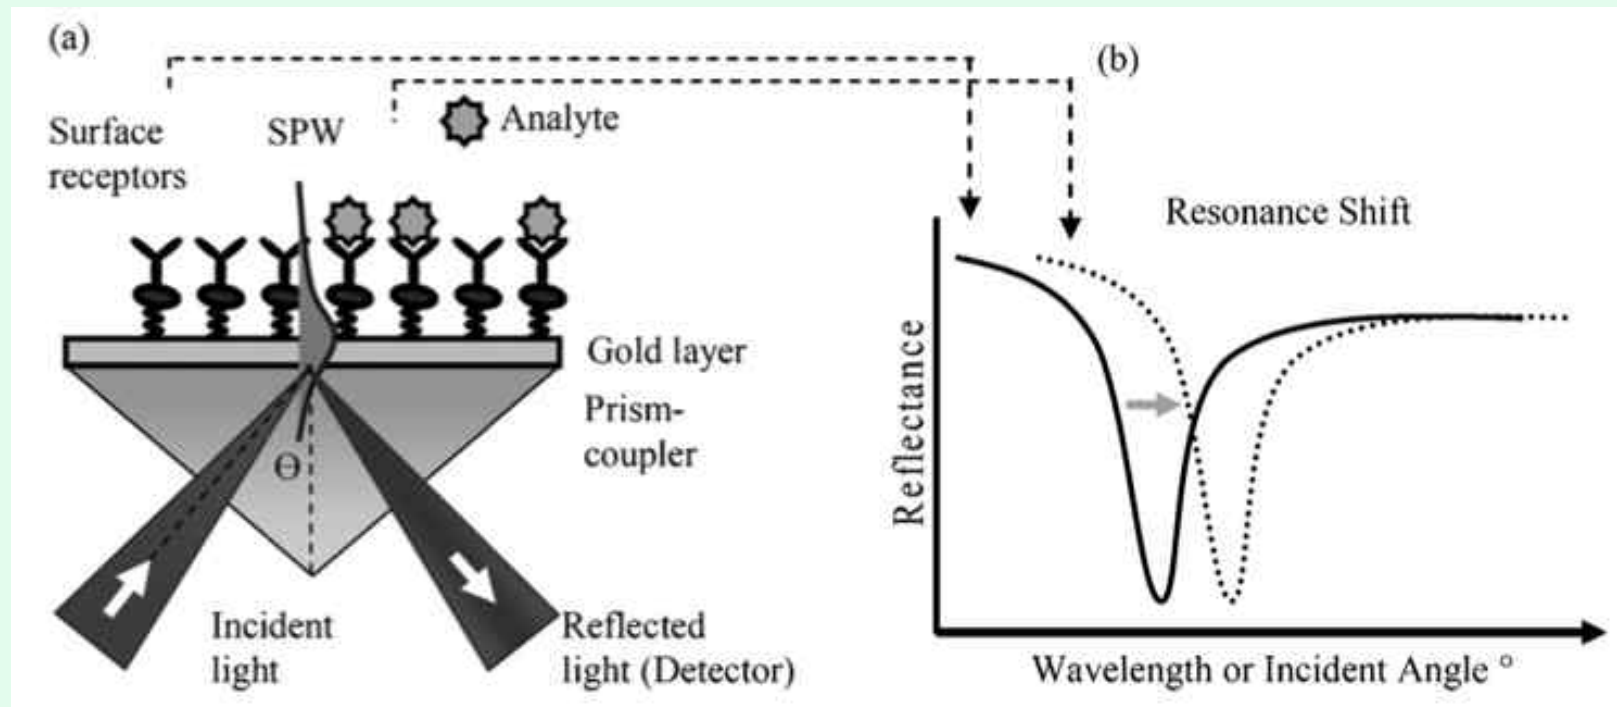 (a)
(b)
Surface
receptors
SPW
Analyte
Resonance Shift
Gold layer
Prism-
coupler
Θ
Reflectance
Incident
light
Reflected
light (Detector)
Wavelength or Incident Angle °